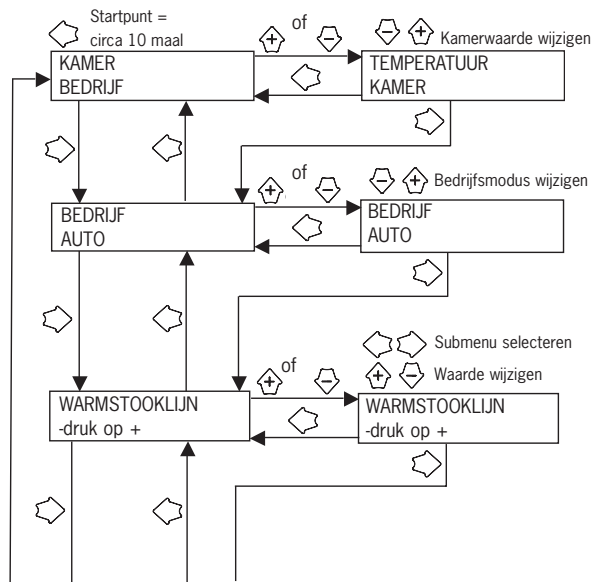 Startpunt =
circa 10 maal
+ of -
- + Kamerwaarde wijzigen
KAMER
BEDRIJF
TEMPERATUUR
KAMER
+ of -
- + Bedrijfsmodus wijzigen
BEDRIJF
AUTO
BEDRIJF
AUTO
Submenu selecteren
+ of -
+ - Waarde wijzigen
WARMSTOOKLIJN
-druk op +
WARMSTOOKLIJN
-druk op +